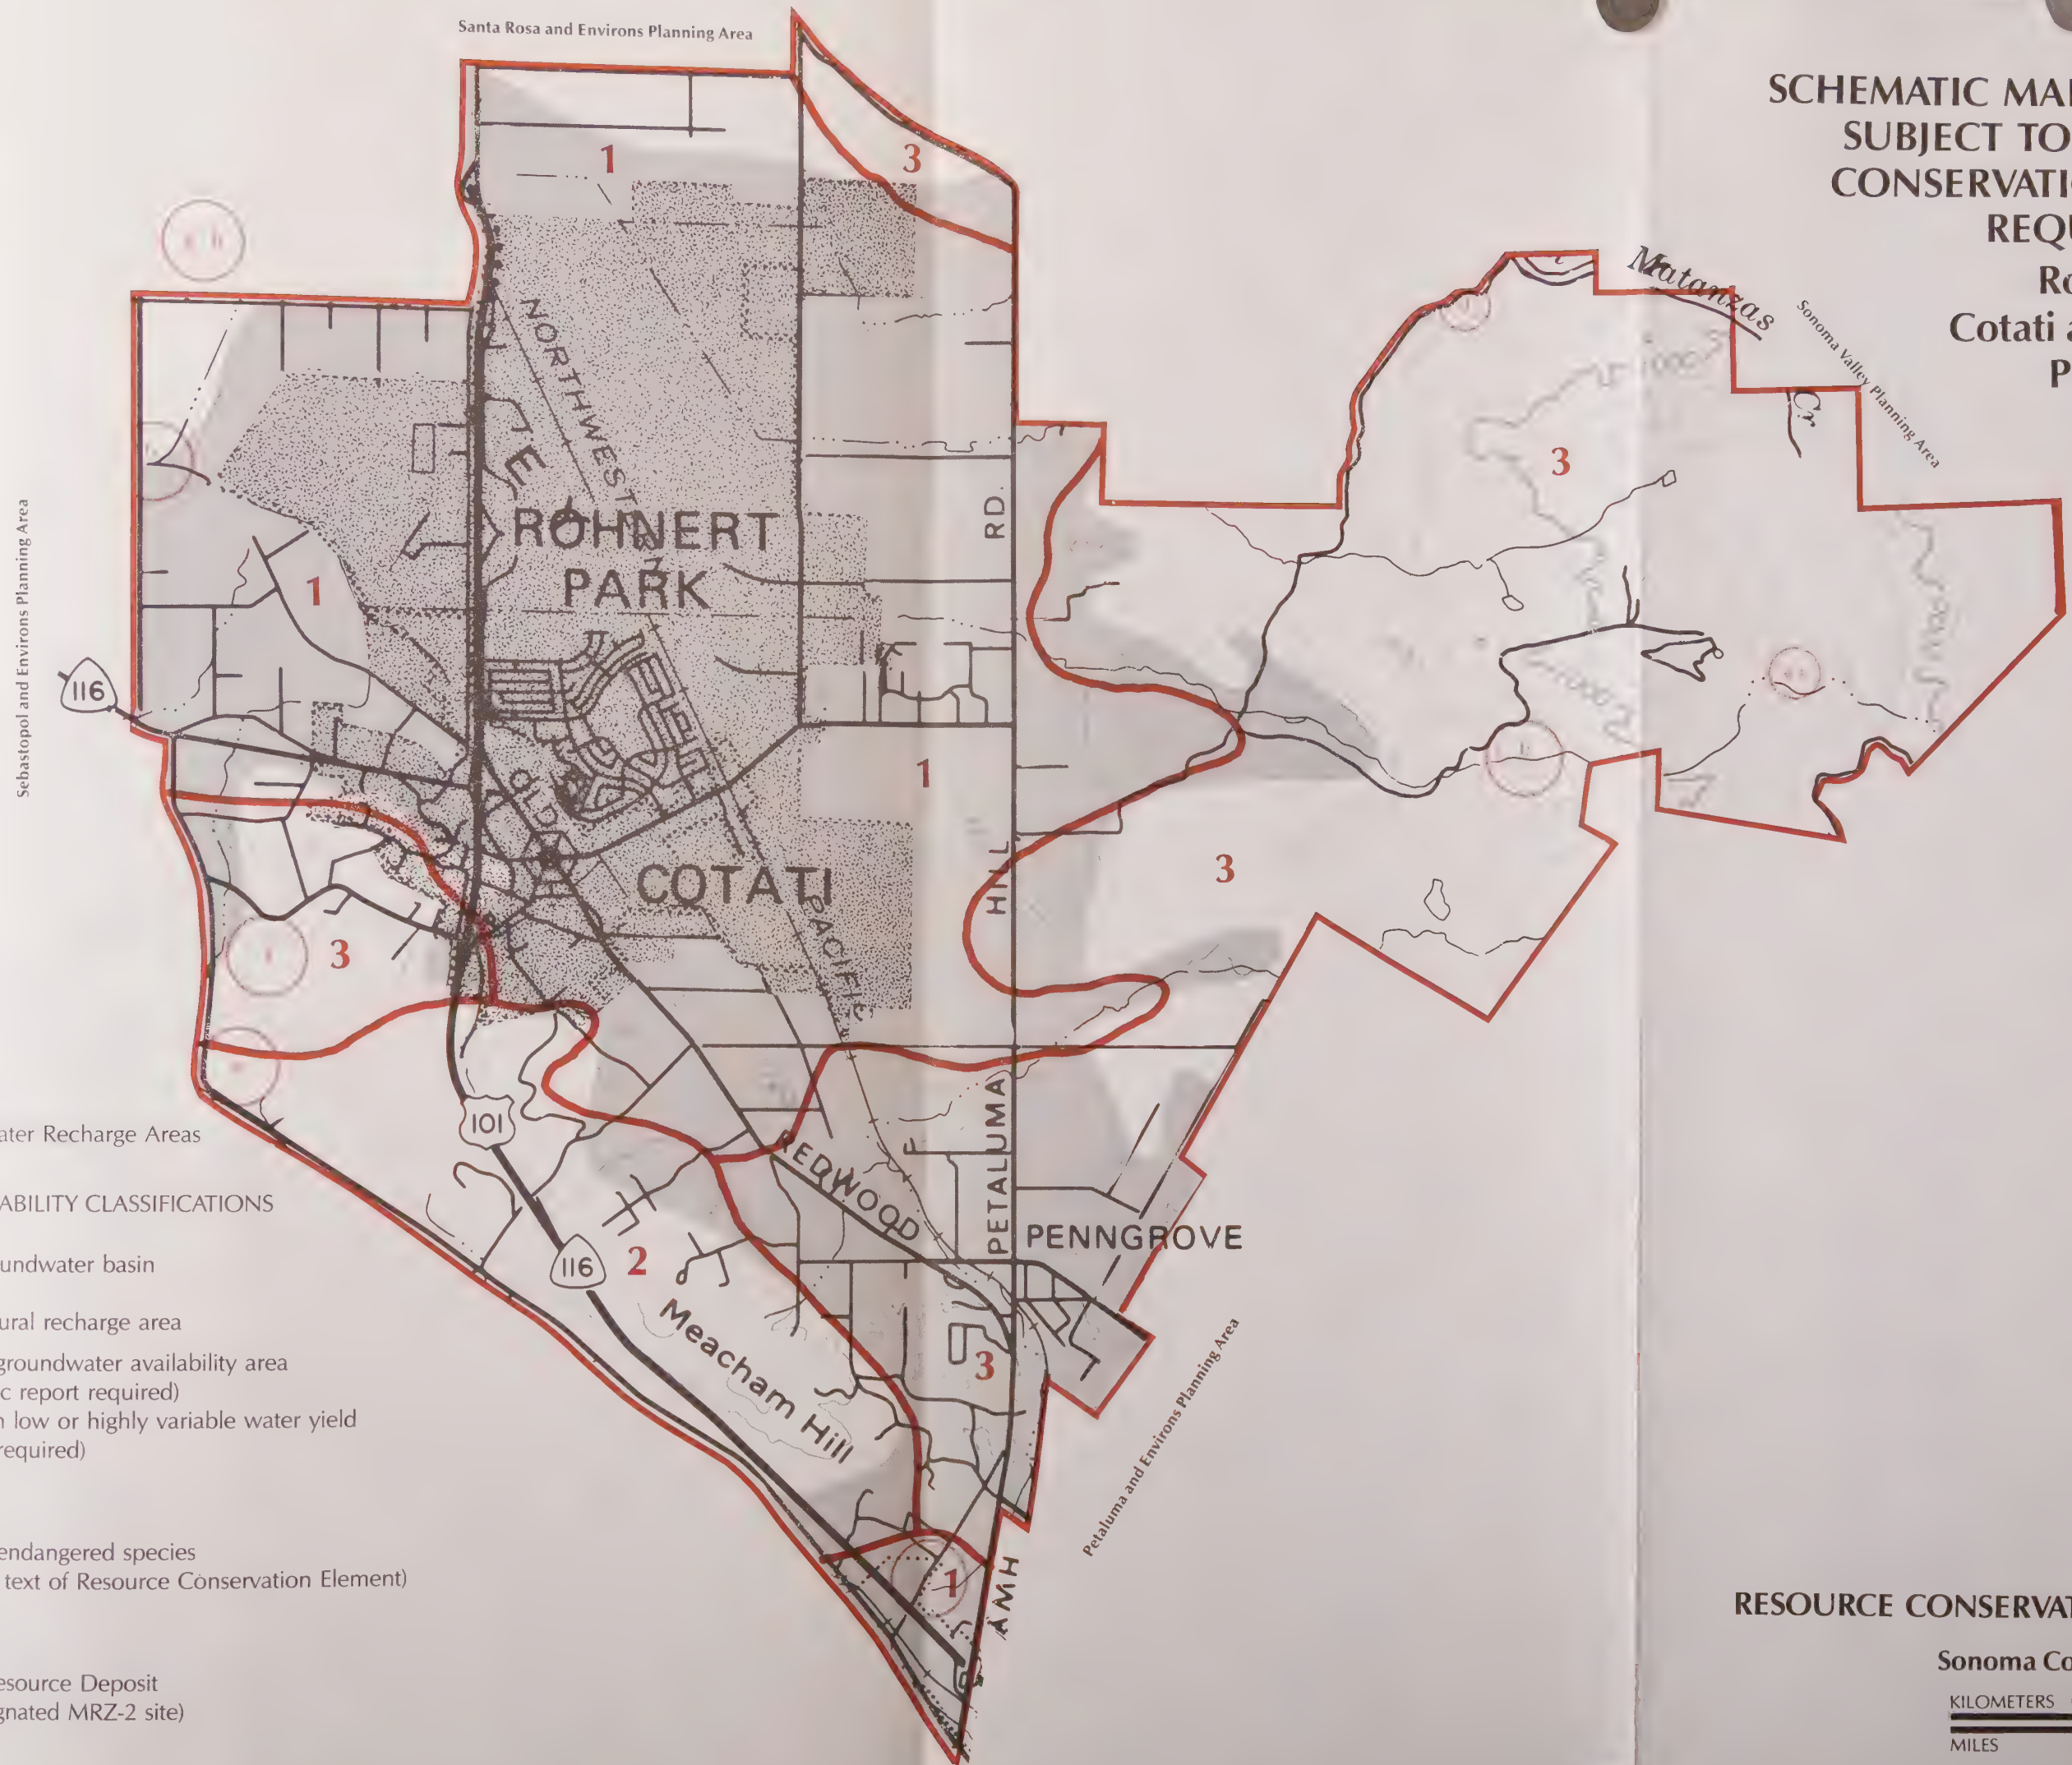 Santa Rosa and Environs Planning Area
SCHEMATIC MAP
SUBJECT TO
CONSERVATI
REQU
Ro
Cotati a
P
1
3
Matanzas
Cr.
Sonoma Valley Planning Area
NORTHWEST
3
ROHNERT
PARK
RD.
1
Sebastopol and Environs Planning Area
116
OLD
1
COTATI
HILL
3
PACIFIC
3
101
PETALUMA
REDWOOD
PENNGROVE
116
2
Meacham Hill
3
Petaluma and Environs Planning Area
1
HWY
ater Recharge Areas
ABILITY CLASSIFICATIONS
undwater basin
ural recharge area
groundwater availability area
c report required)
n low or highly variable water yield
required)
endangered species
text of Resource Conservation Element)
esource Deposit
gnated MRZ-2 site)
RESOURCE CONSERVAT
Sonoma Co
KILOMETERS
MILES